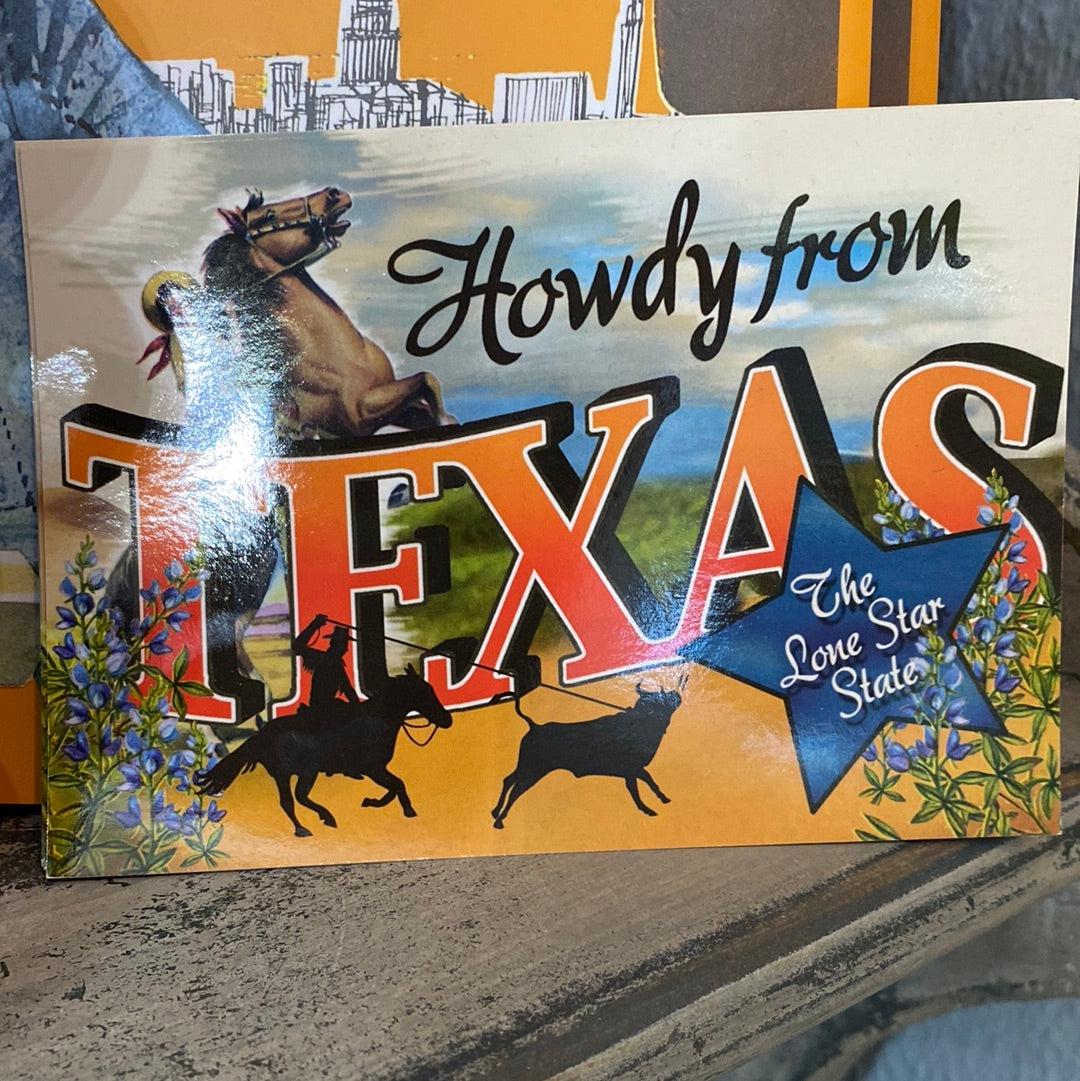 Howdy from
TEXAS
The
Lone Star
State